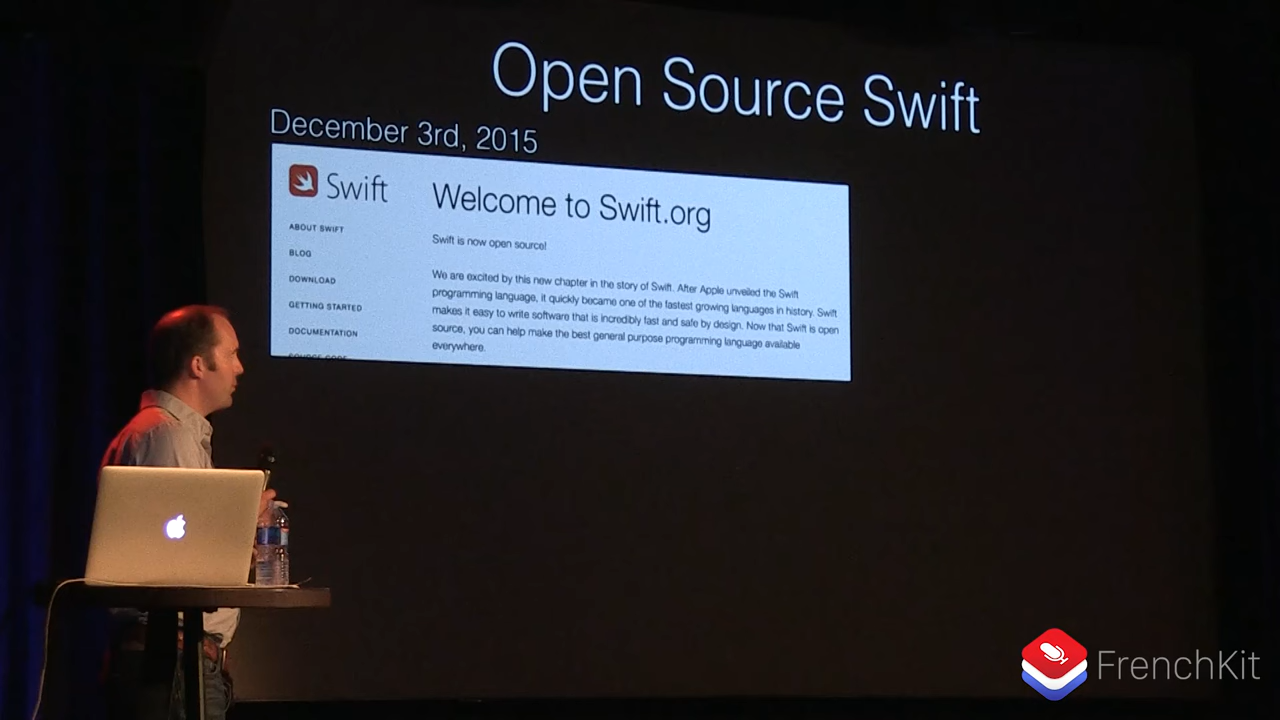 Open Source Swift
December 3rd, 2015
Swift
ABOUT SWIFT
BLOG
DOWNLOAD
GETTING STARTED
DOCUMENTATION
SOURCE CODE
Welcome to Swift.org
Swift is now open source!
We are excited by this new chapter in the story of Swift. After Apple unveiled the Swift
programming language, it quickly became one of the fastest growing languages in history. Swift
makes it easy to write software that is incredibly fast and safe by design. Now that Swift is open
source, you can help make the best general purpose programming language available
everywhere.
FrenchKit